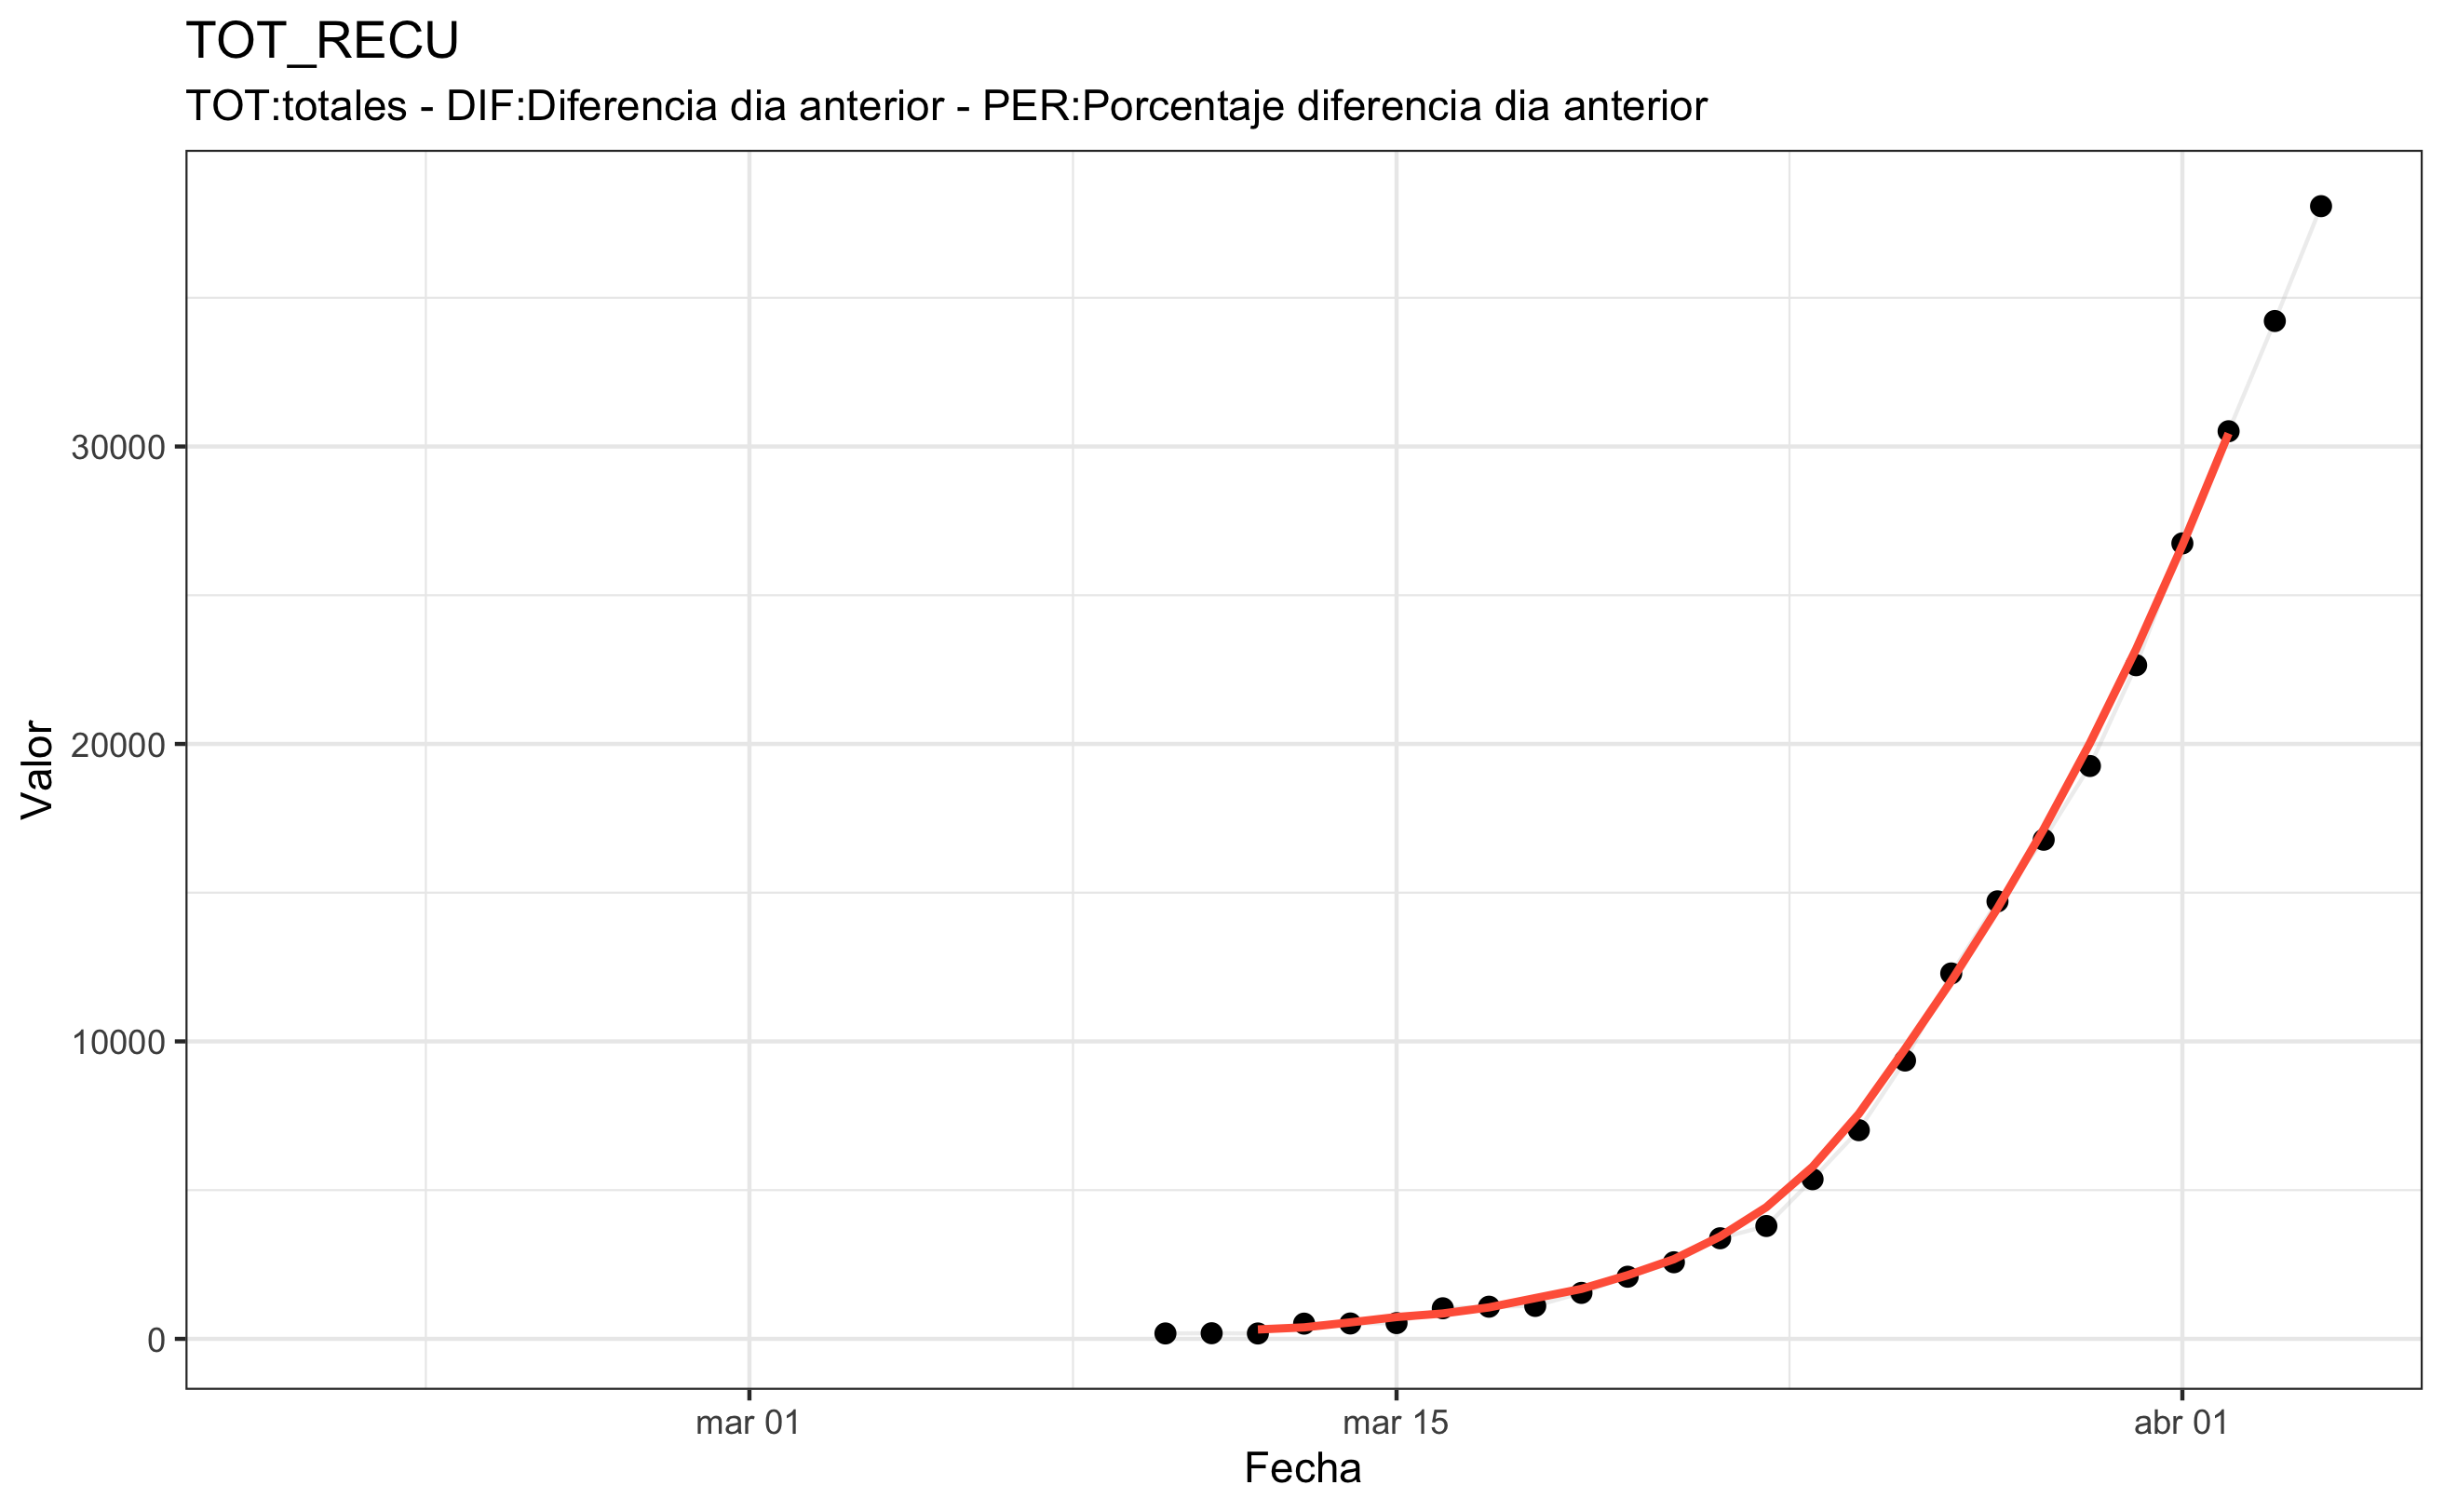 TOT_RECU
TOT:totales - DIF:Diferencia dia anterior - PER:Porcentaje diferencia dia anterior
Valor
30000
20000
10000
0
mar 01
mar 15
abr 01
Fecha